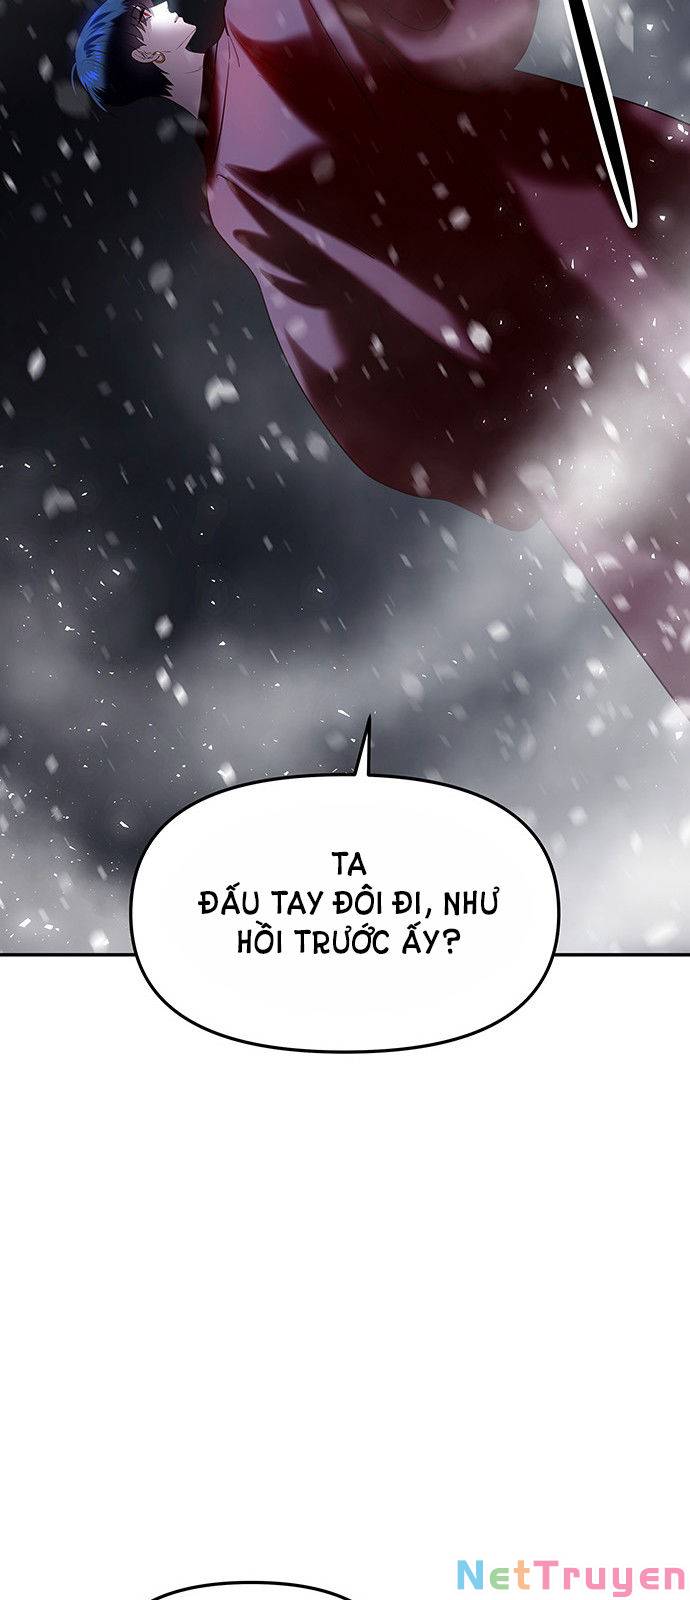 TA
ĐẤU TAY ĐÔI ĐI, NHƯ
HỒI TRƯỚC ẤY?
NetTruyen